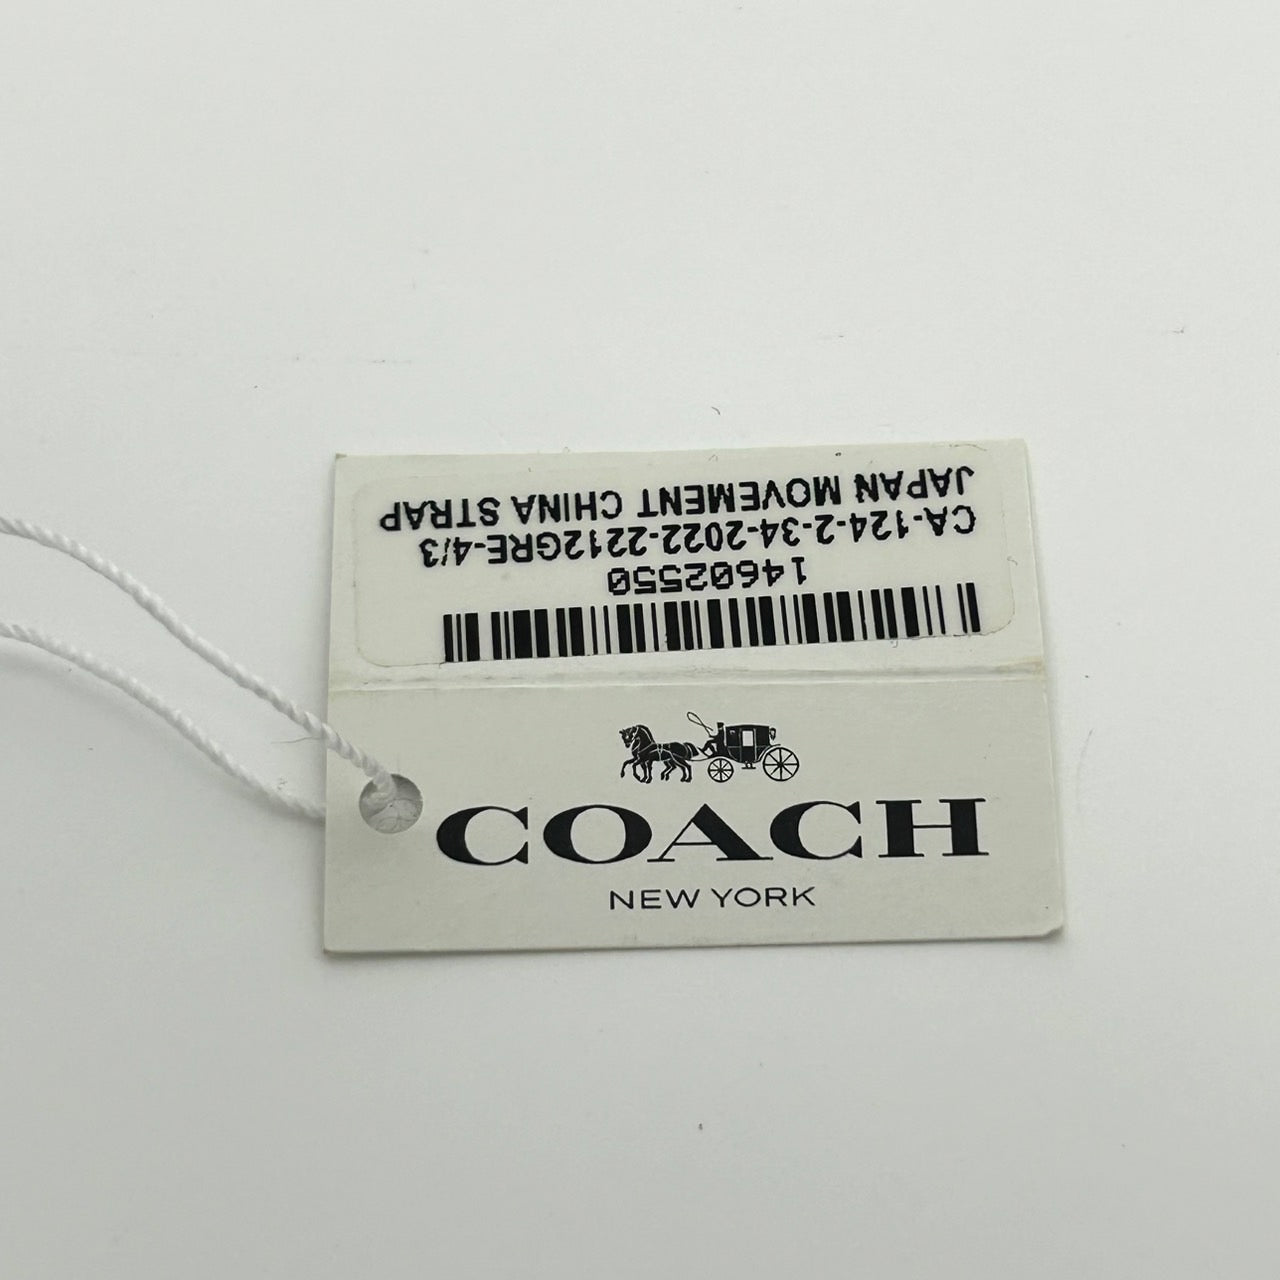 14602550
CA-124-2-34-2022-2212GRE-4/3
JAPAN MOVEMENT CHINA STRAP
COACH
NEW YORK